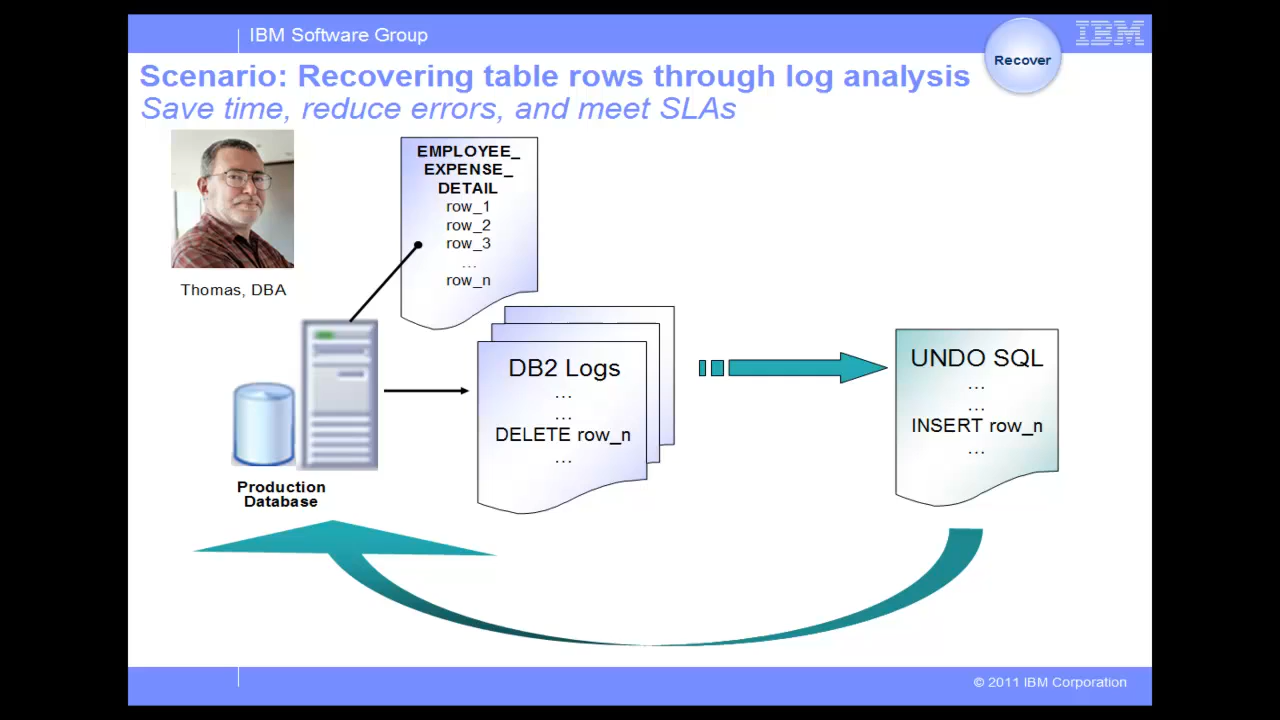 IBM Software Group
IBM
Recover
Scenario: Recovering table rows through log analysis
Save time, reduce errors, and meet SLAs
EMPLOYEE_
EXPENSE_
DETAIL
row_1
row_2
row_3
...
row_n
Thomas, DBA
DB2 Logs
...
...
DELETE row_n
...
UNDO SQL
...
...
INSERT row_n
...
Production
Database
© 2011 IBM Corporation